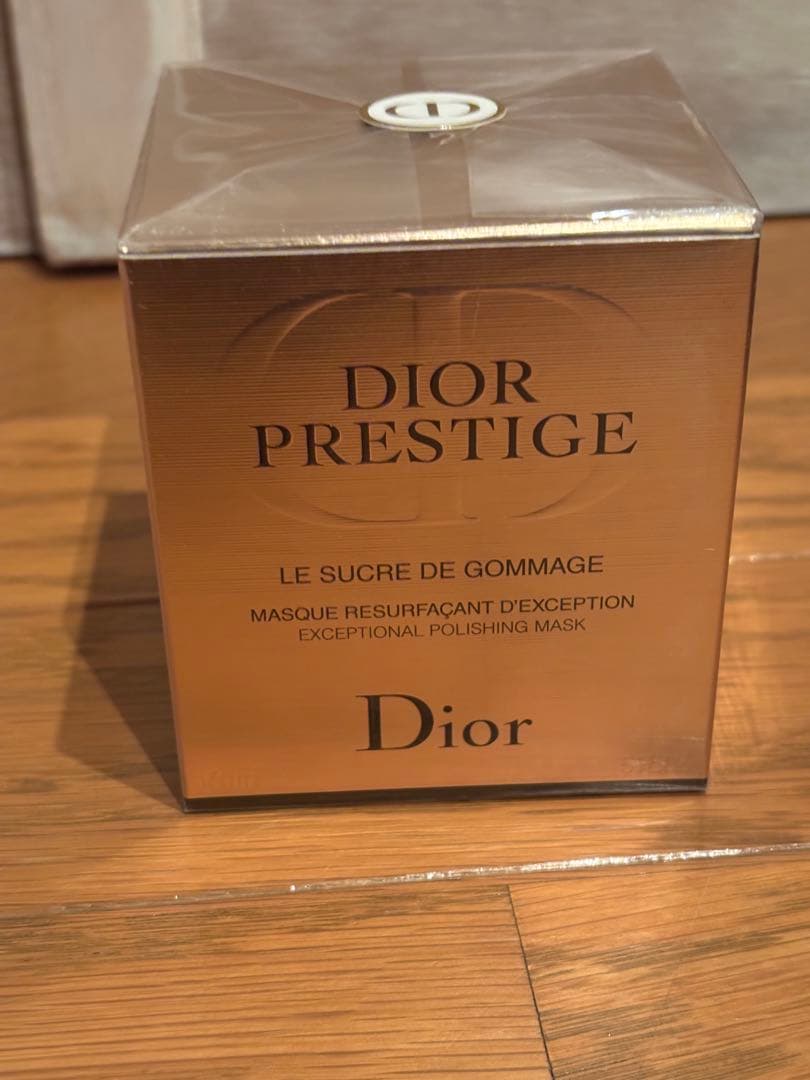 DIOR
PRESTIGE
LE SUCRE DE GOMMAGE
MASQUE RESURFAÇANT D'EXCEPTION
EXCEPTIONAL POLISHING MASK
Dior